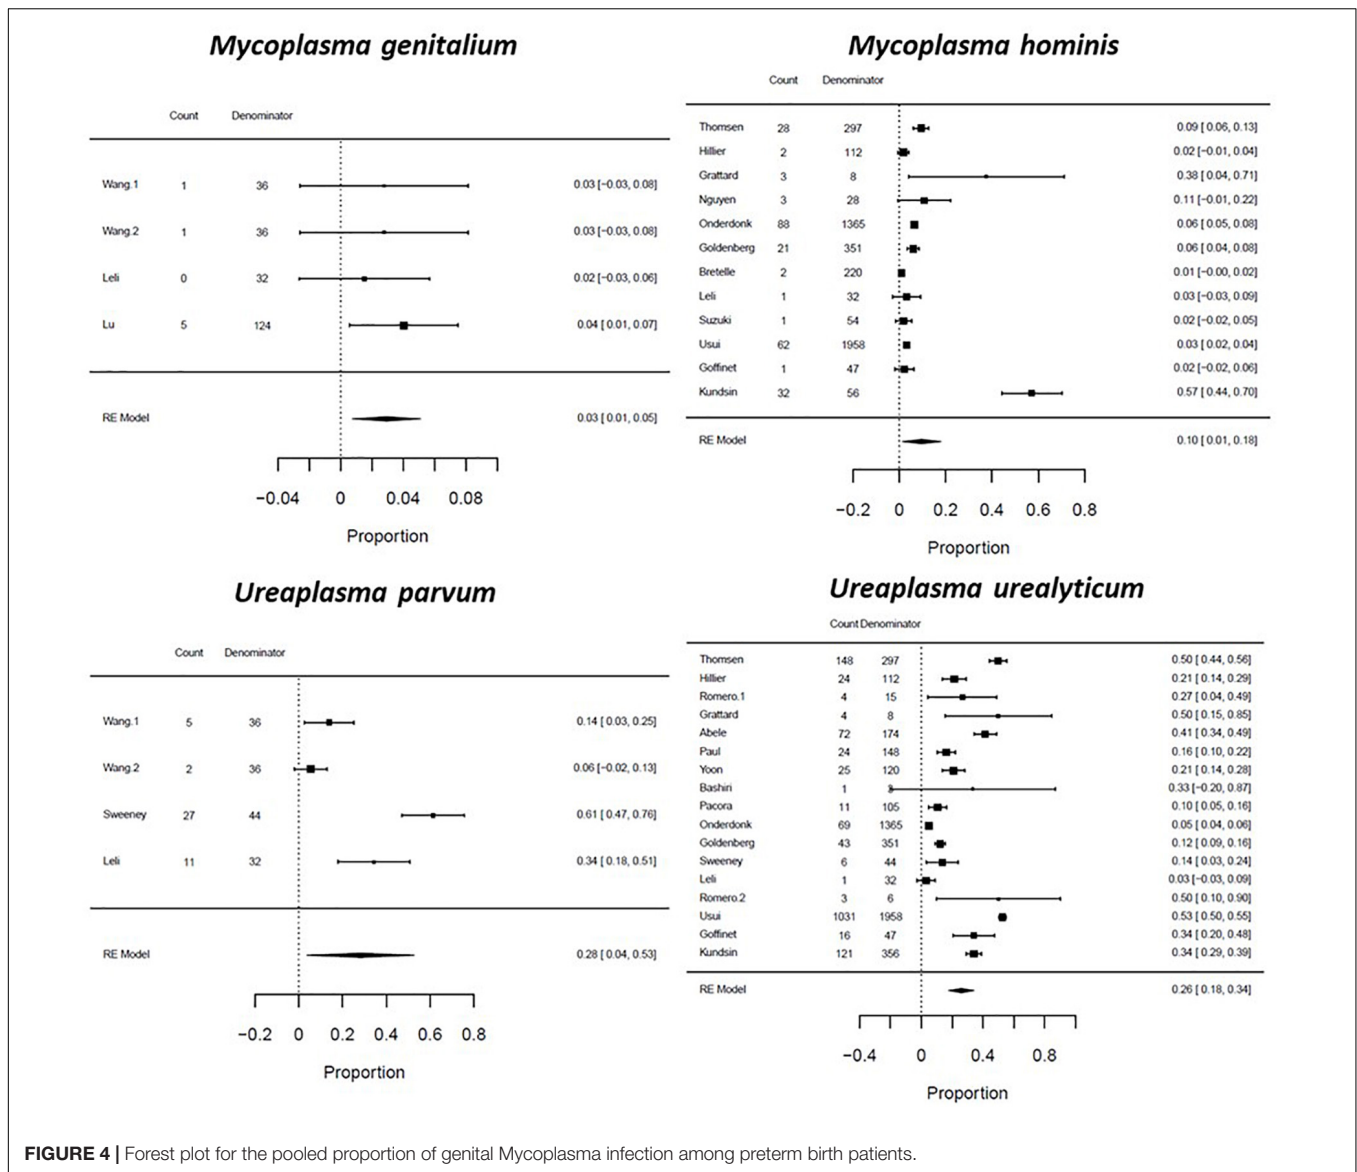 Mycoplasma genitalium
Count Denominator
Wang.1 1 36 0.03 [−0.03, 0.08]
Wang.2 1 36 0.03 [−0.03, 0.08]
Leli 0 32 0.02 [−0.03, 0.06]
Lu 5 124 0.04 [ 0.01, 0.07]
RE Model 0.03 [ 0.01, 0.05]
−0.04 0 0.04 0.08
Proportion
Mycoplasma hominis
Count Denominator
Thomsen 28 297 0.09 [ 0.06, 0.13]
Hillier 2 112 0.02 [−0.01, 0.04]
Grattard 3 8 0.38 [ 0.04, 0.71]
Nguyen 3 28 0.11 [−0.01, 0.22]
Onderdonk 88 1365 0.06 [ 0.05, 0.08]
Goldenberg 21 351 0.06 [ 0.04, 0.08]
Bretelle 2 220 0.01 [−0.00, 0.02]
Leli 1 32 0.03 [−0.03, 0.09]
Suzuki 1 54 0.02 [−0.02, 0.05]
Usui 62 1958 0.03 [ 0.02, 0.04]
Goffinet 1 47 0.02 [−0.02, 0.06]
Kundsin 32 56 0.57 [ 0.44, 0.70]
RE Model 0.10 [ 0.01, 0.18]
−0.2 0 0.2 0.4 0.6 0.8
Proportion
Ureaplasma parvum
Count Denominator
Wang.1 5 36 0.14 [ 0.03, 0.25]
Wang.2 2 36 0.06 [−0.02, 0.13]
Sweeney 27 44 0.61 [ 0.47, 0.76]
Leli 11 32 0.34 [ 0.18, 0.51]
RE Model 0.28 [ 0.04, 0.53]
−0.2 0 0.2 0.4 0.6 0.8
Proportion
Ureaplasma urealyticum
Count Denominator
Thomsen 148 297 0.50 [ 0.44, 0.56]
Hillier 24 112 0.21 [ 0.14, 0.29]
Romero.1 4 15 0.27 [ 0.04, 0.49]
Grattard 4 8 0.50 [ 0.15, 0.85]
Abele 72 174 0.41 [ 0.34, 0.49]
Paul 24 148 0.16 [ 0.10, 0.22]
Yoon 25 120 0.21 [ 0.14, 0.28]
Bashiri 1 0.33 [−0.20, 0.87]
Pacora 11 105 0.10 [ 0.05, 0.16]
Onderdonk 69 1365 0.05 [ 0.04, 0.06]
Goldenberg 43 351 0.12 [ 0.09, 0.16]
Sweeney 6 44 0.14 [ 0.03, 0.24]
Leli 1 32 0.03 [−0.03, 0.09]
Romero.2 3 6 0.50 [ 0.10, 0.90]
Usui 1031 1958 0.53 [ 0.50, 0.55]
Goffinet 16 47 0.34 [ 0.20, 0.48]
Kundsin 121 356 0.34 [ 0.29, 0.39]
RE Model 0.26 [ 0.18, 0.34]
−0.4 0 0.4 0.8
Proportion
FIGURE 4 | Forest plot for the pooled proportion of genital Mycoplasma infection among preterm birth patients.